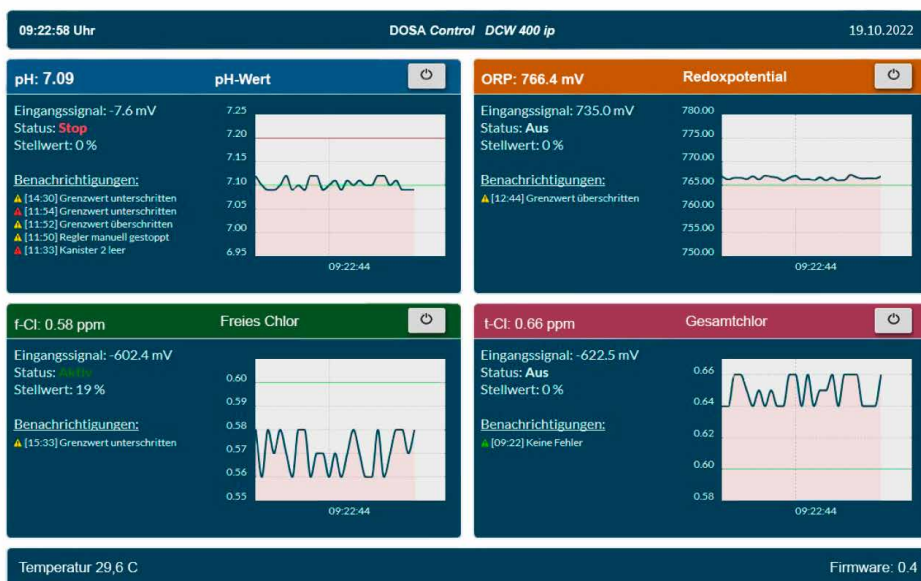 09:22:58 Uhr
DOSA Control DCW 400 ip
19.10.2022
pH: 7.09
pH-Wert
Eingangssignal: -7.6 mV
Status: Stop
Stellwert: 0 %
Benachrichtigungen:
[14:30] Grenzwert unterschritten
[11:54] Grenzwert unterschritten
[11:52] Grenzwert überschritten
[11:50] Regler manuell gestoppt
[11:33] Kanister 2 leer
7.25
7.20
7.15
7.10
7.05
7.00
6.95
09:22:44
ORP: 766.4 mV
Redoxpotential
Eingangssignal: 735.0 mV
Status: Aus
Stellwert: 0 %
Benachrichtigungen:
[12:44] Grenzwert überschritten
780.00
775.00
770.00
765.00
760.00
755.00
750.00
09:22:44
f-Cl: 0.58 ppm
Freies Chlor
Eingangssignal: -602.4 mV
Status: Aktiv
Stellwert: 19 %
Benachrichtigungen:
[15:33] Grenzwert unterschritten
0.60
0.59
0.58
0.57
0.56
0.55
09:22:44
t-Cl: 0.66 ppm
Gesamtchlor
Eingangssignal: -622.5 mV
Status: Aus
Stellwert: 0 %
Benachrichtigungen:
[09:22] Keine Fehler
0.66
0.64
0.62
0.60
0.58
09:22:44
Temperatur 29,6 C
Firmware: 0.4